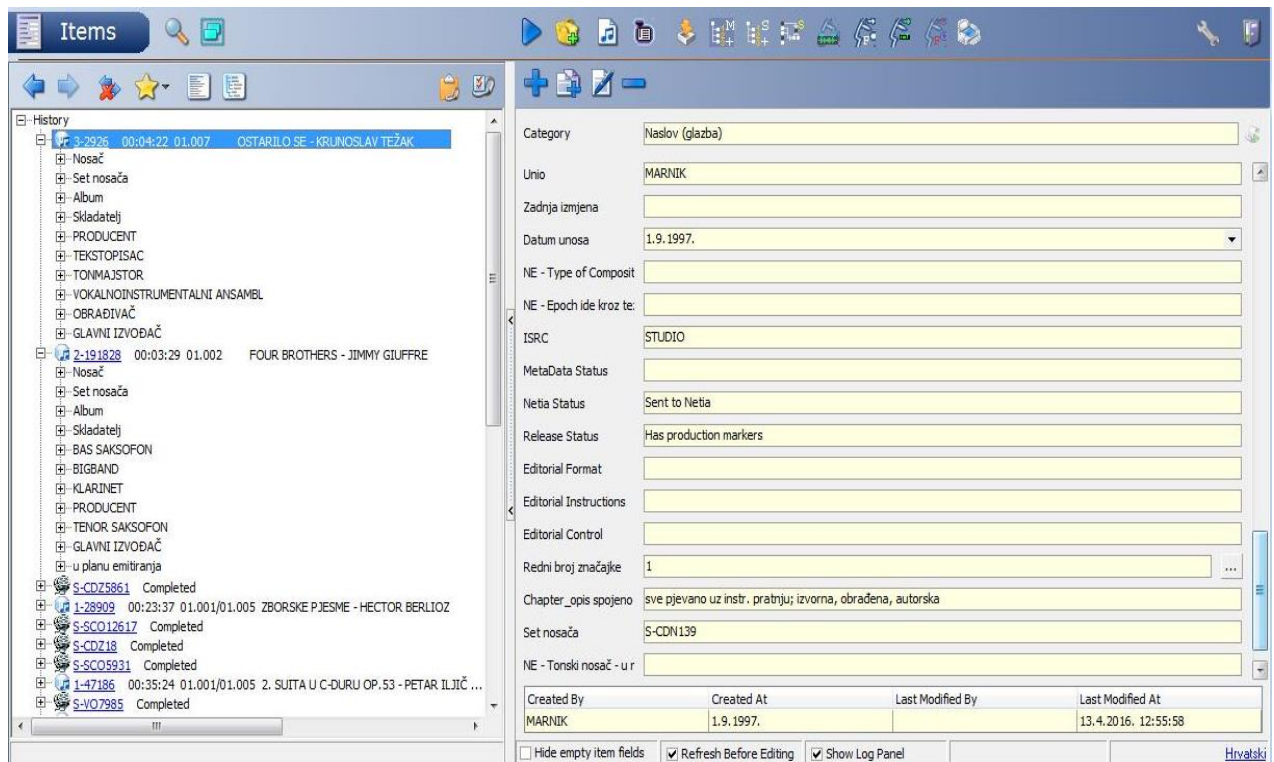 Items
History
3-2926 00:04:22 01.007 OSTARILO SE - KRUNOSLAV TEŽAK
Nosač
Set nosača
Album
Skladatelj
PRODUCENT
TEKSTOPISAC
TONMAJSTOR
VOKALNOINSTRUMENTALNI ANSAMBL
OBRAĐIVAČ
GLAVNI IZVOĐAČ
2-191828 00:03:29 01.002 FOUR BROTHERS - JIMMY GIUFFRE
Nosač
Set nosača
Album
Skladatelj
BAS SAKSOFON
BIGBAND
KLARINET
PRODUCENT
TENOR SAKSOFON
GLAVNI IZVOĐAČ
u planu emitiranja
S-CDZ5861 Completed
1-28909 00:23:37 01.001/01.005 ZBORSKE PJESME - HECTOR BERLIOZ
S-SCO12617 Completed
S-CDZ18 Completed
S-SCO5931 Completed
1-47186 00:35:24 01.001/01.005 2. SUITA U C-DURU OP.53 - PETAR ILJIČ ...
S-VO7985 Completed
Category Naslov (glazba)
Unio MARNIK
Zadnja izmjena
Datum unosa 1.9.1997.
NE - Type of Composit
NE - Epoch ide kroz te:
ISRC STUDIO
MetaData Status
Netia Status Sent to Netia
Release Status Has production markers
Editorial Format
Editorial Instructions
Editorial Control
Redni broj značajke 1 ...
Chapter_opis spojeno sve pjevano uz instr. pratnju; izvorna, obrađena, autorska
Set nosača S-CDN139
NE - Tonski nosač - u r
Created By Created At Last Modified By Last Modified At
MARNIK 1.9.1997. 13.4.2016. 12:55:58
Hide empty item fields Refresh Before Editing Show Log Panel Hrvatski